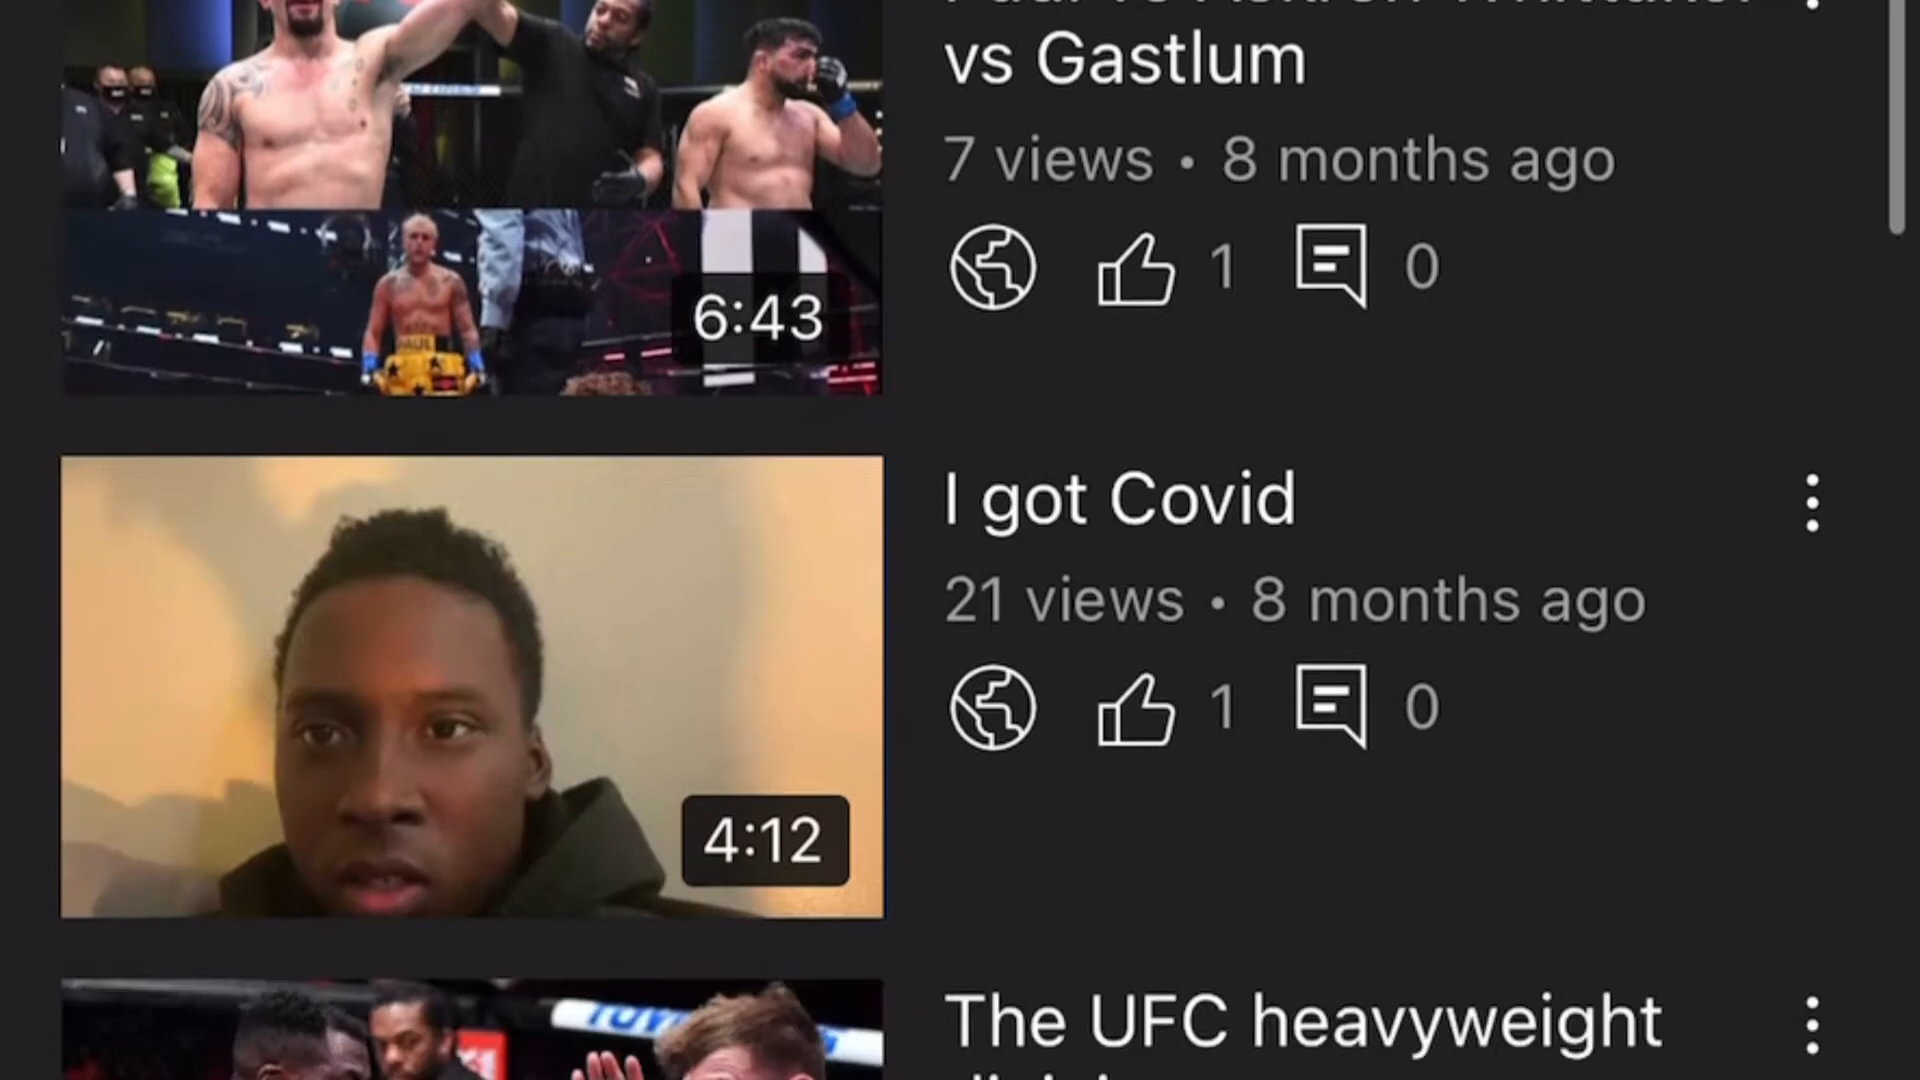 vs Gastlum
7 views • 8 months ago
1 0
PAUL
6:43
I got Covid
21 views • 8 months ago
1 0
4:12
The UFC heavyweight